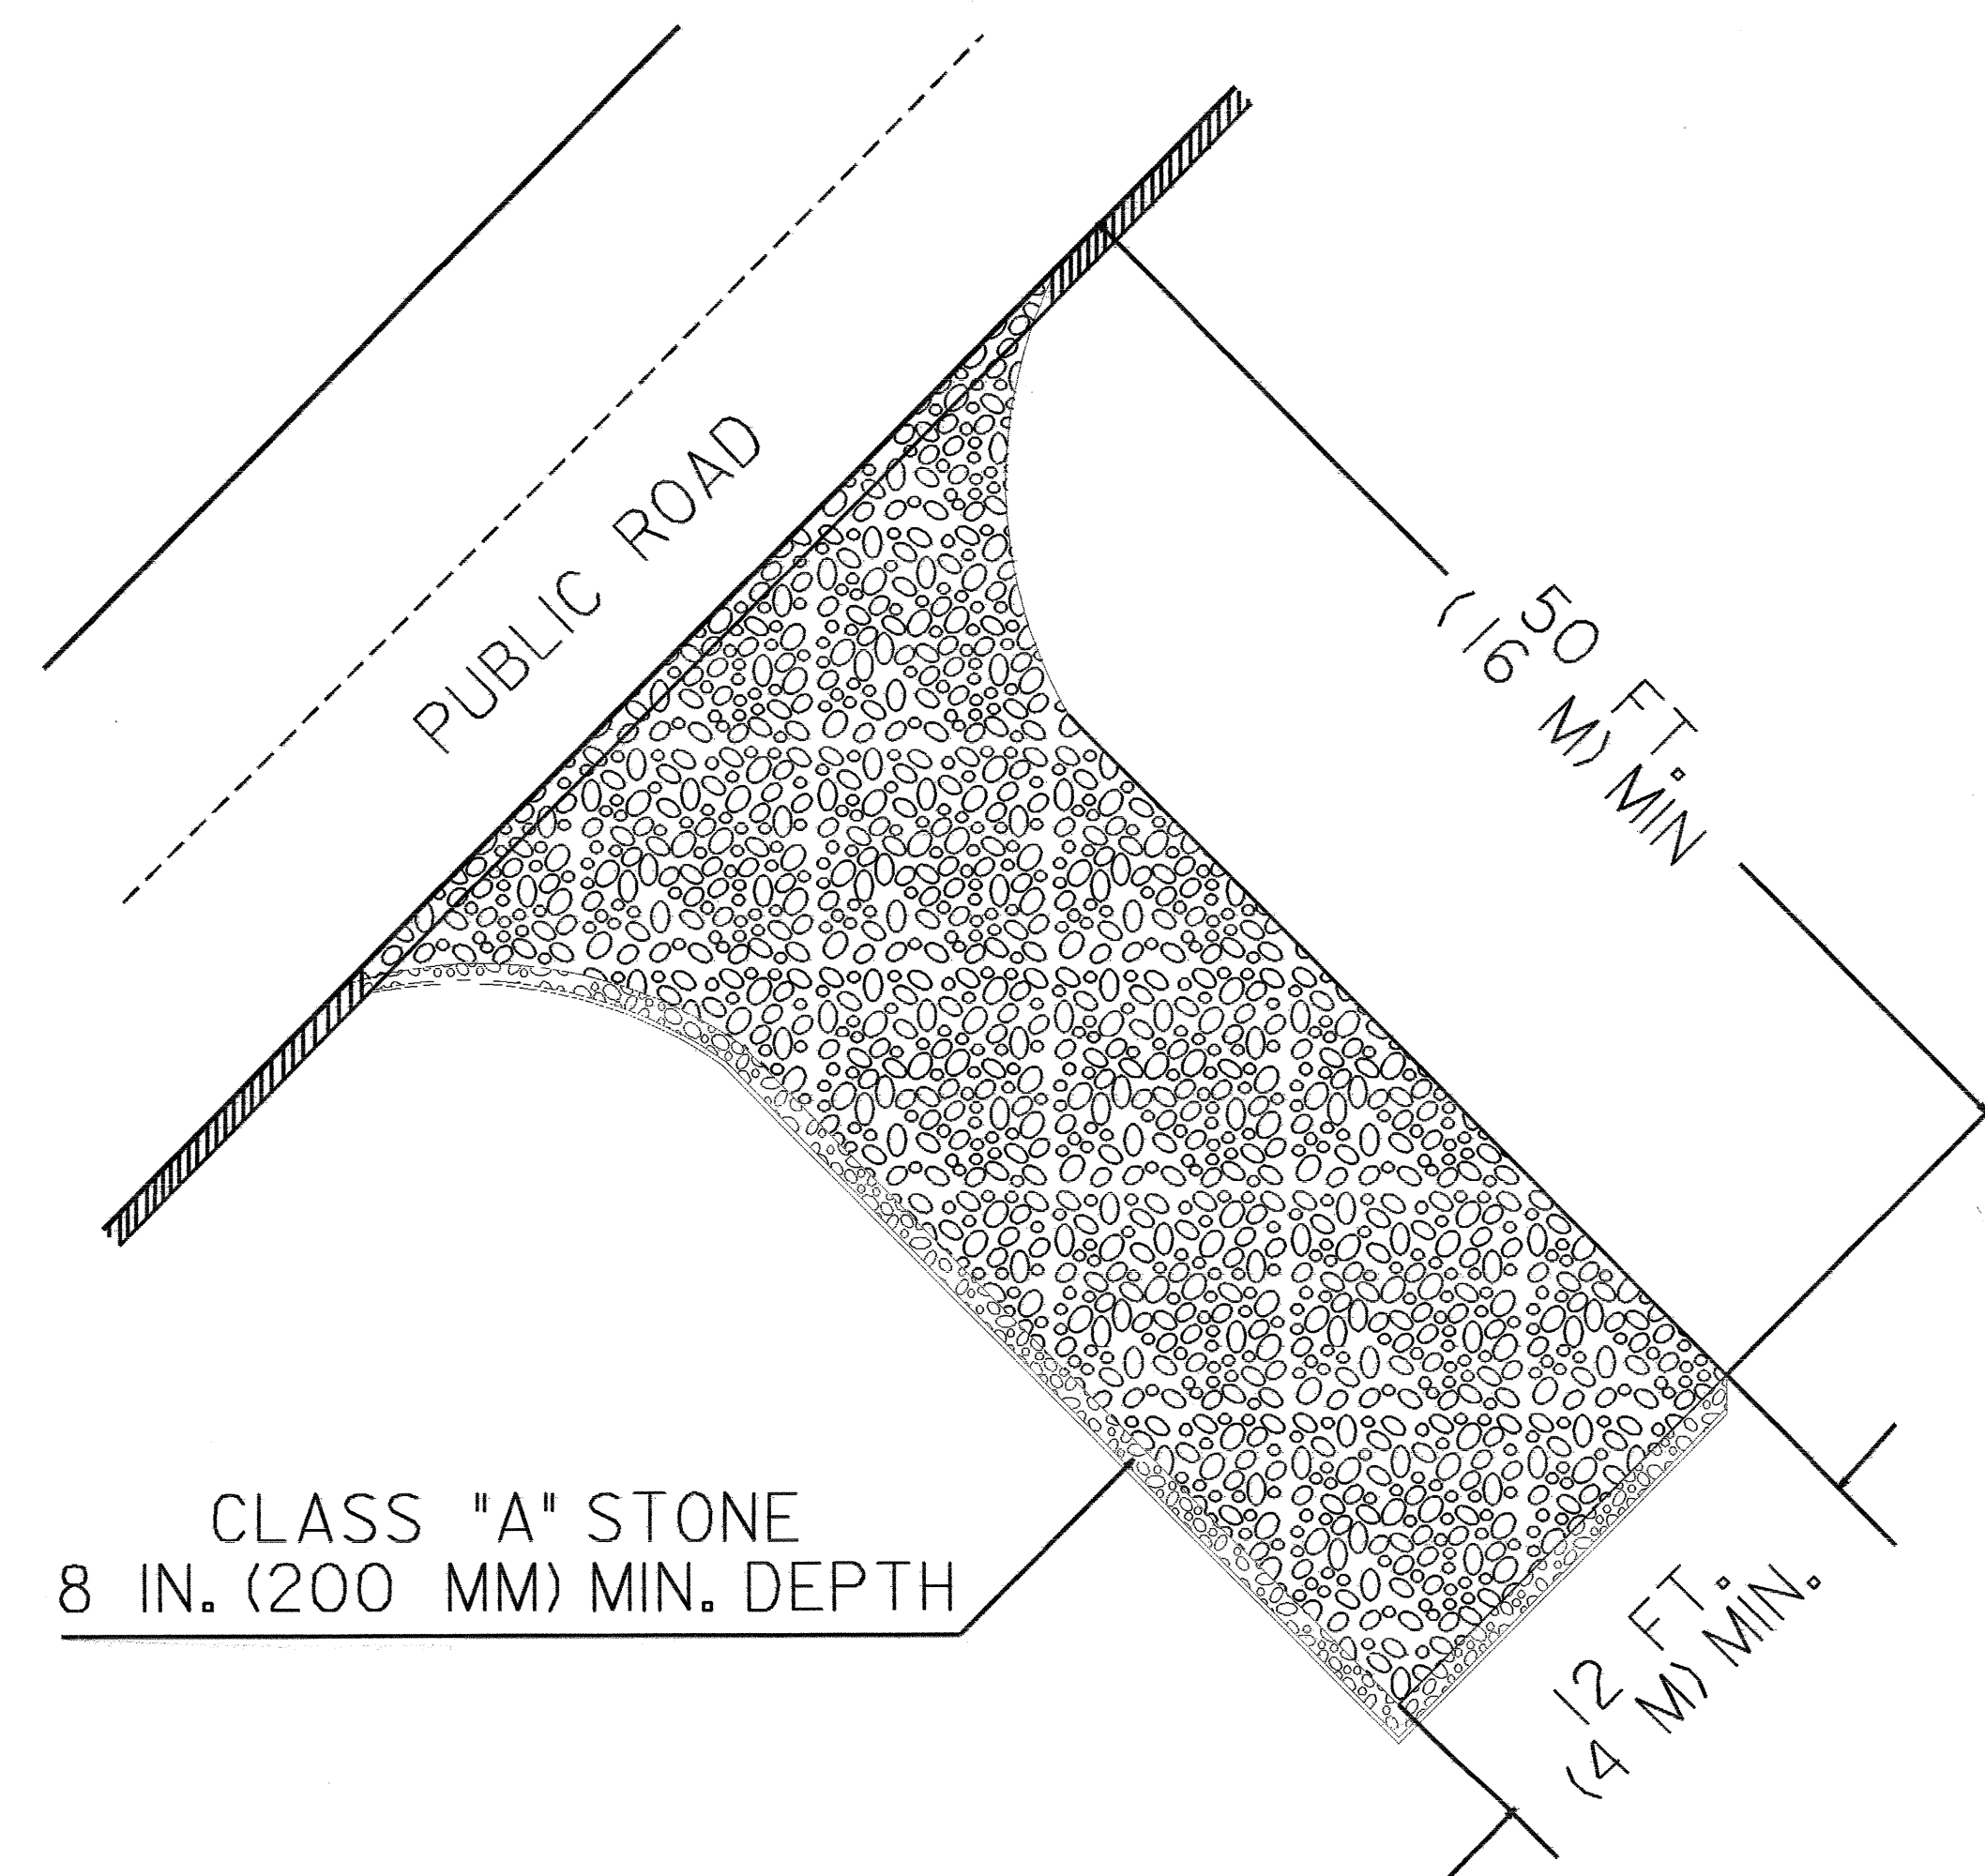 PUBLIC ROAD
50 FT.
(16 M) MIN
CLASS "A" STONE
8 IN. (200 MM) MIN. DEPTH
12 FT.
(4 M) MIN.